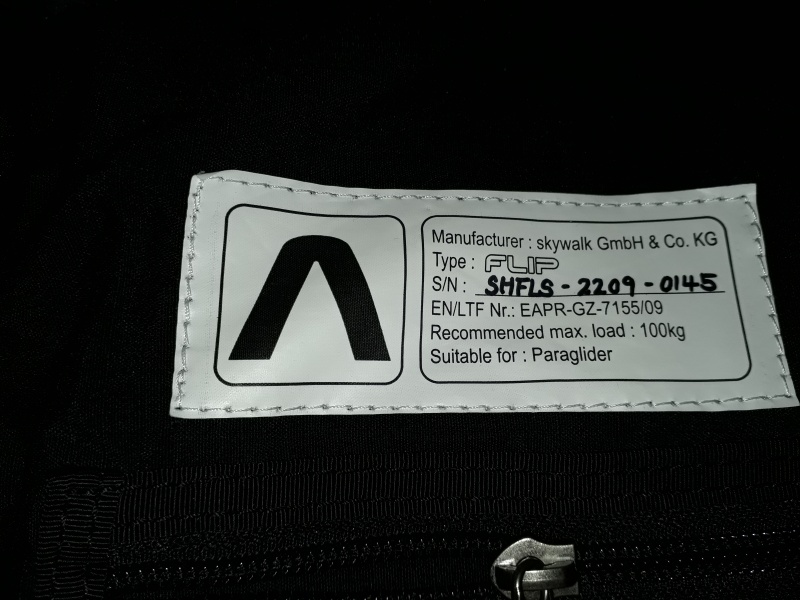 Manufacturer : skywalk GmbH & Co. KG
Type : FLIP
S/N : SHFLS - 2209 - 0145
EN/LTF Nr.: EAPR-GZ-7155/09
Recommended max. load : 100kg
Suitable for : Paraglider